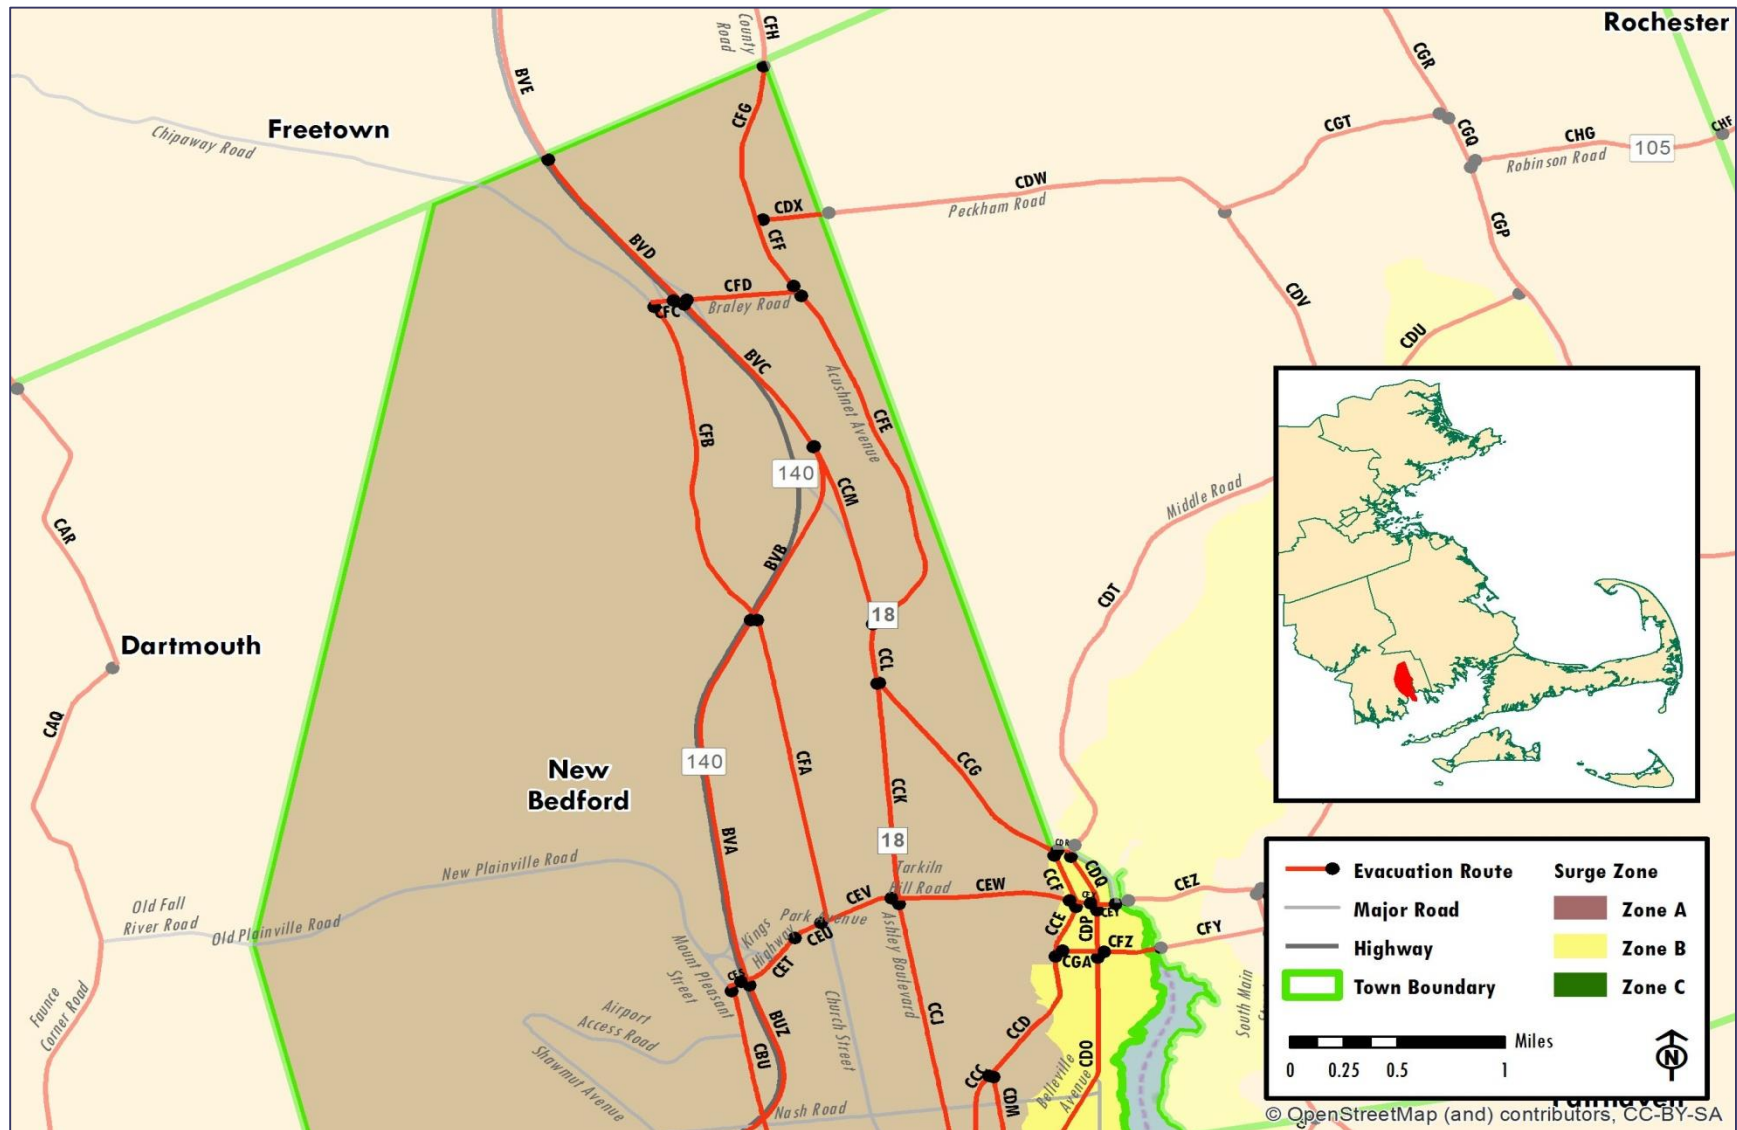 Rochester
CFH
County
Road
BVE
CGR
CFG
Freetown
Chipaway Road
CGT
CGQ
CHF
CHG
105
Robinson Road
CDW
Peckham Road
CDX
CFF
CGP
BVD
CFD
Braley Road
CFC
CDV
CDU
BVC
Acushnet Avenue
CFE
CFB
140
CCM
Middle Road
CAR
BVB
CDT
18
Dartmouth
CCL
CAQ
140
CFA
CCG
New
Bedford
CCK
BVA
18
CDR
New Plainville Road
Tarkiln
Hill Road
CDQ
CCF
CEV
CEW
CEZ
Old Fall
River Road
Old Plainville Road
Kings
Highway
Park Avenue
CEU
CET
CES
CEY
CCE
CDP
CFZ
CFY
CGA
Mount Pleasant
Street
Ashley Boulevard
Faunce
Corner Road
Airport
Access Road
BUZ
Church Street
CCJ
CCD
CDO
South Main
Shawmut Avenue
CBU
CCC
CDM
Belleville
Avenue
Nash Road
Evacuation Route
Major Road
Highway
Town Boundary
Surge Zone
Zone A
Zone B
Zone C
Miles
0 0.25 0.5 1
N
Fairhaven
© OpenStreetMap (and) contributors, CC-BY-SA